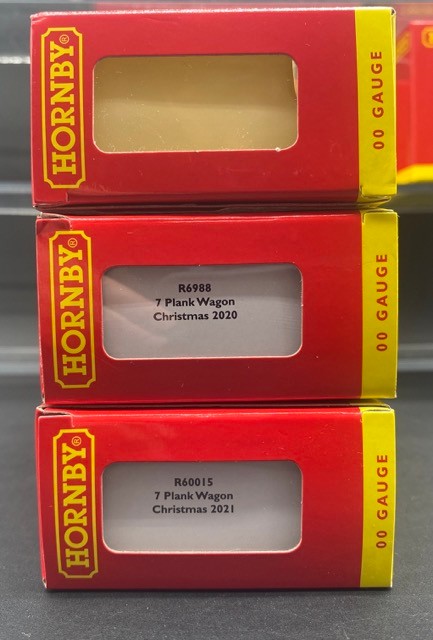 HORNBY®
00 GAUGE
HORNBY®
R6988
7 Plank Wagon
Christmas 2020
00 GAUGE
HORNBY®
R60015
7 Plank Wagon
Christmas 2021
00 GAUGE